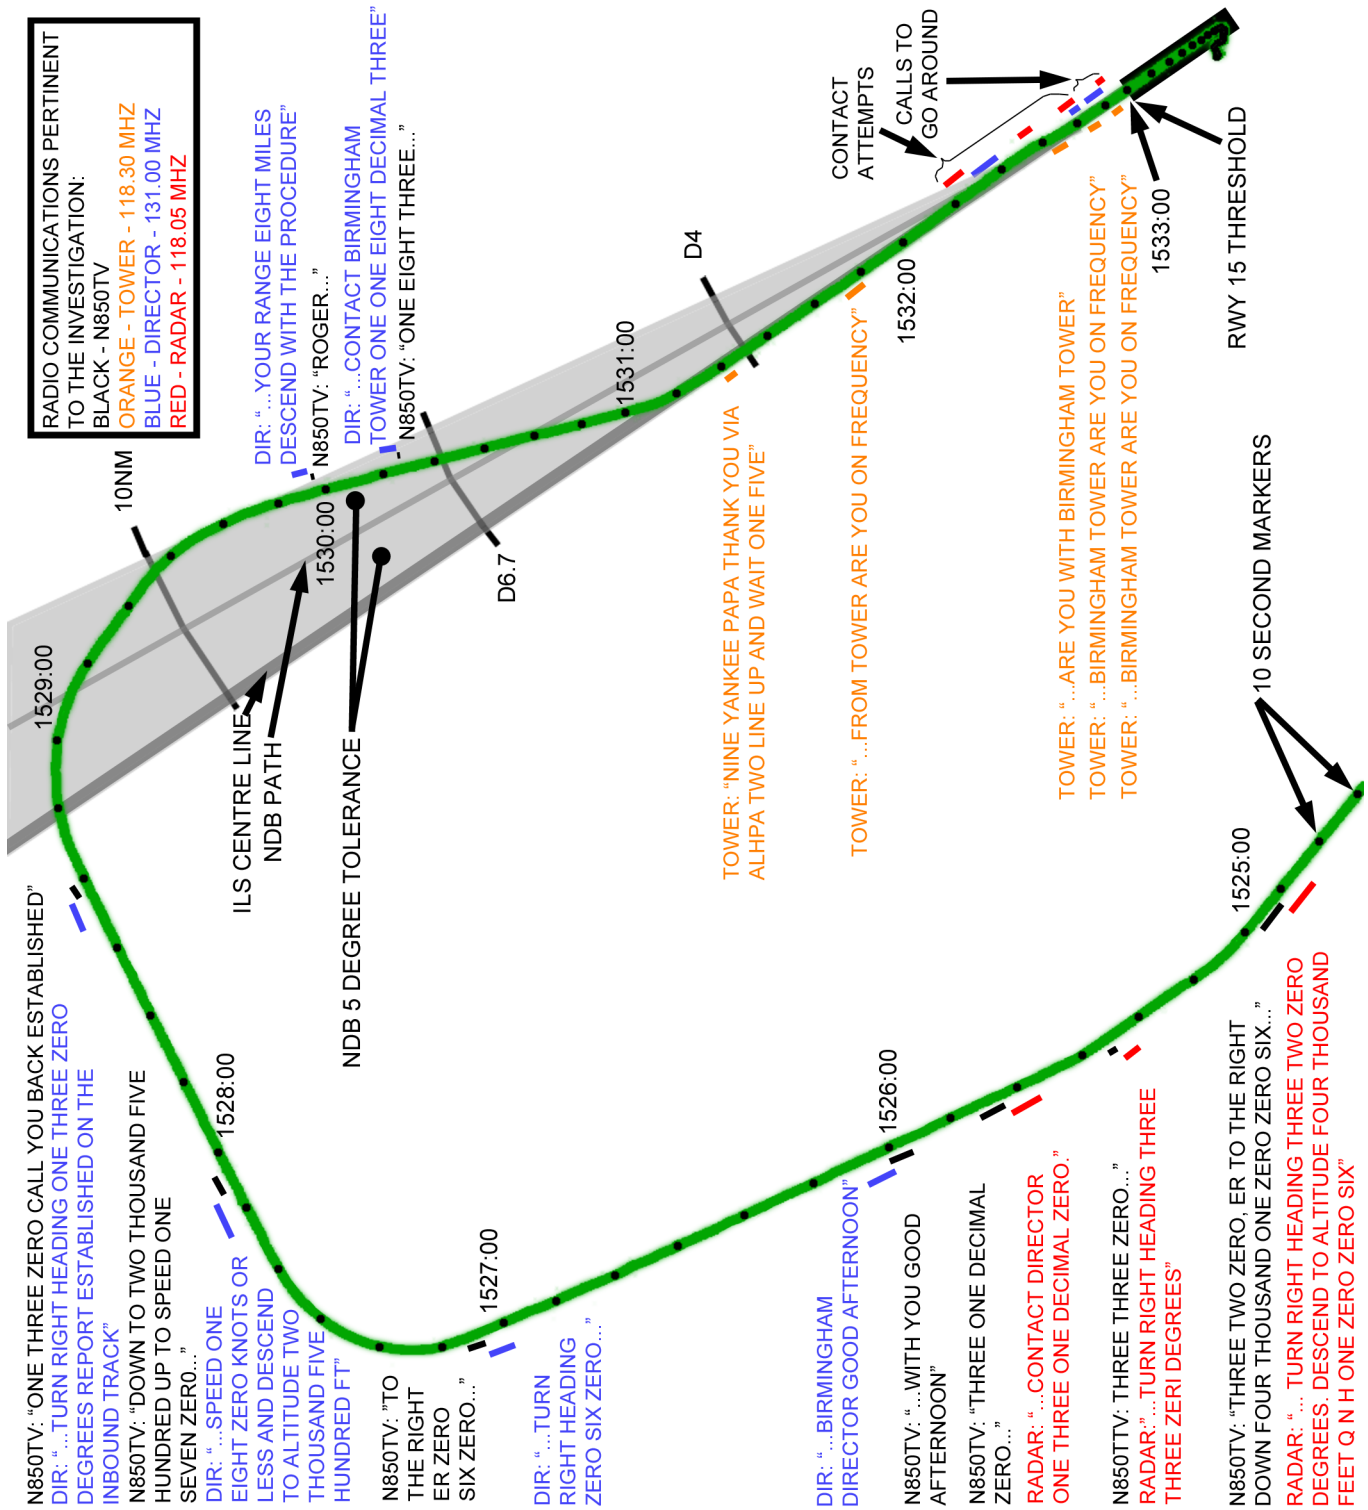 RADIO COMMUNICATIONS PERTINENT
TO THE INVESTIGATION:
BLACK - N850TV
ORANGE - TOWER - 118.30 MHZ
BLUE - DIRECTOR - 131.00 MHZ
RED - RADAR - 118.05 MHZ
N850TV: “ONE THREE ZERO CALL YOU BACK ESTABLISHED”
DIR: “...TURN RIGHT HEADING ONE THREE ZERO
DEGREES REPORT ESTABLISHED ON THE
INBOUND TRACK”
N850TV: “DOWN TO TWO THOUSAND FIVE
HUNDRED UP TO SPEED ONE
SEVEN ZER0...”
DIR: “...SPEED ONE
EIGHT ZERO KNOTS OR
LESS AND DESCEND
TO ALTITUDE TWO
THOUSAND FIVE
HUNDRED FT”
N850TV: ”TO
THE RIGHT
ER ZERO
SIX ZERO...”
DIR: “...TURN
RIGHT HEADING
ZERO SIX ZERO...”
DIR: “...BIRMINGHAM
DIRECTOR GOOD AFTERNOON”
N850TV: “...WITH YOU GOOD
AFTERNOON”
N850TV: “THREE ONE DECIMAL
ZERO...”
RADAR: “...CONTACT DIRECTOR
ONE THREE ONE DECIMAL ZERO.”
N850TTV: THREE THREE ZERO...”
RADAR:”...TURN RIGHT HEADING THREE
THREE ZERI DEGREES”
N850TV: “THREE TWO ZERO, ER TO THE RIGHT
DOWN FOUR THOUSAND ONE ZERO ZERO SIX...”
RADAR: “... TURN RIGHT HEADING THREE TWO ZERO
DEGREES. DESCEND TO ALTITUDE FOUR THOUSAND
FEET Q N H ONE ZERO ZERO SIX”
1525:00
1526:00
1527:00
1528:00
1529:00
1530:00
1531:00
1532:00
1533:00
10NM
D6.7
D4
ILS CENTRE LINE
NDB PATH
NDB 5 DEGREE TOLERANCE
DIR: “...YOUR RANGE EIGHT MILES
DESCEND WITH THE PROCEDURE”
N850TV: “ROGER...”
DIR: “...CONTACT BIRMINGHAM
TOWER ONE ONE EIGHT DECIMAL THREE”
N850TV: “ONE EIGHT THREE...”
TOWER: “NINE YANKEE PAPA THANK YOU VIA
ALHPA TWO LINE UP AND WAIT ONE FIVE”
TOWER: “...FROM TOWER ARE YOU ON FREQUENCY”
TOWER: “...ARE YOU WITH BIRMINGHAM TOWER”
TOWER: “...BIRMINGHAM TOWER ARE YOU ON FREQUENCY”
TOWER: “...BIRMINGHAM TOWER ARE YOU ON FREQUENCY”
CONTACT
ATTEMPTS
CALLS TO
GO AROUND
RWY 15 THRESHOLD
10 SECOND MARKERS